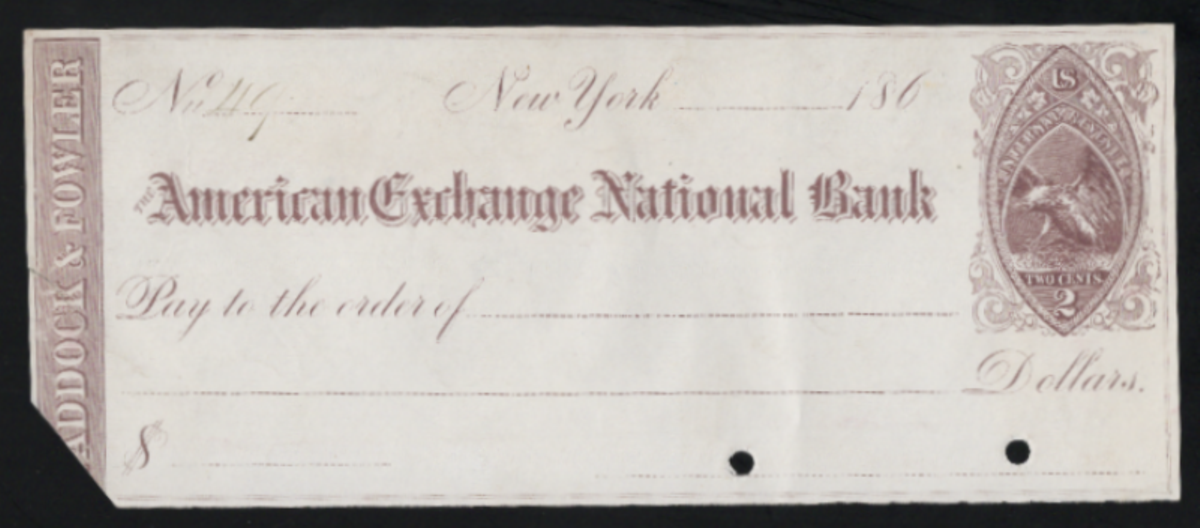 ADDOCK & FOWLER
No 49 New York 186
THE American Exchange National Bank
Pay to the order of
Dollars.
$
US
INTERNAL REVENUE
TWO CENTS
2